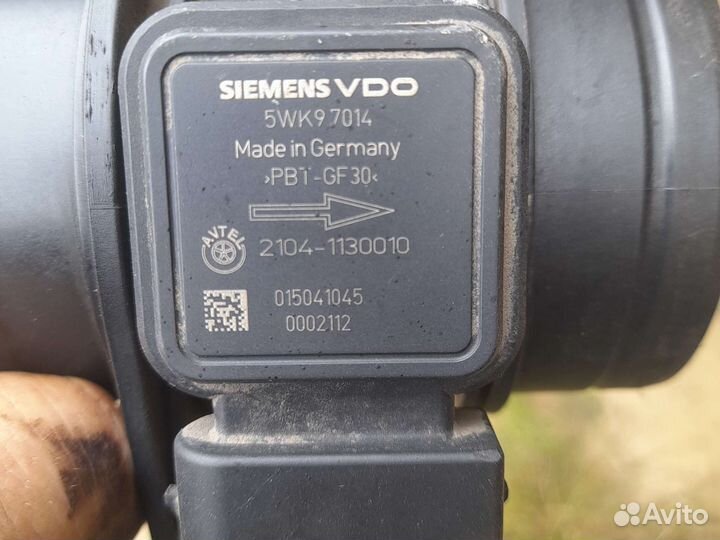 SIEMENS VDO
5WK9 7014
Made in Germany
>PBT-GF30<
AVTEL
2104-1130010
015041045
0002112
Avito